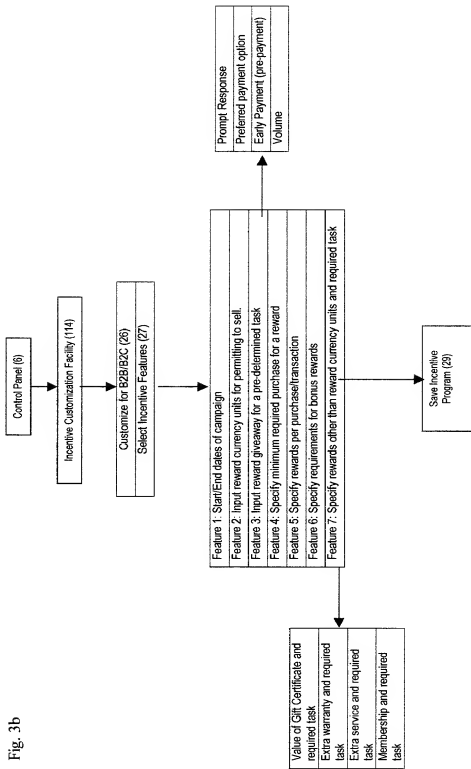 Fig. 3b
Control Panel (6)
Incentive Customization Facility (114)
Customize for B2B/B2C (26)
Select Incentive Features (27)
Feature 1: Start/End dates of campaign
Feature 2: Input reward currency units for permitting to sell.
Feature 3: Input reward giveaway for a pre-determined task
Feature 4: Specify minimum required purchase for a reward
Feature 5: Specify rewards per purchase/transaction
Feature 6: Specify requirements for bonus rewards
Feature 7: Specify rewards other than reward currency units and required task
Prompt Response
Preferred payment option
Early Payment (pre-payment)
Volume
Value of Gift Certificate and
required task
Extra warranty and required
task
Extra service and required
task
Membership and required
task
Save Incentive
Program (29)